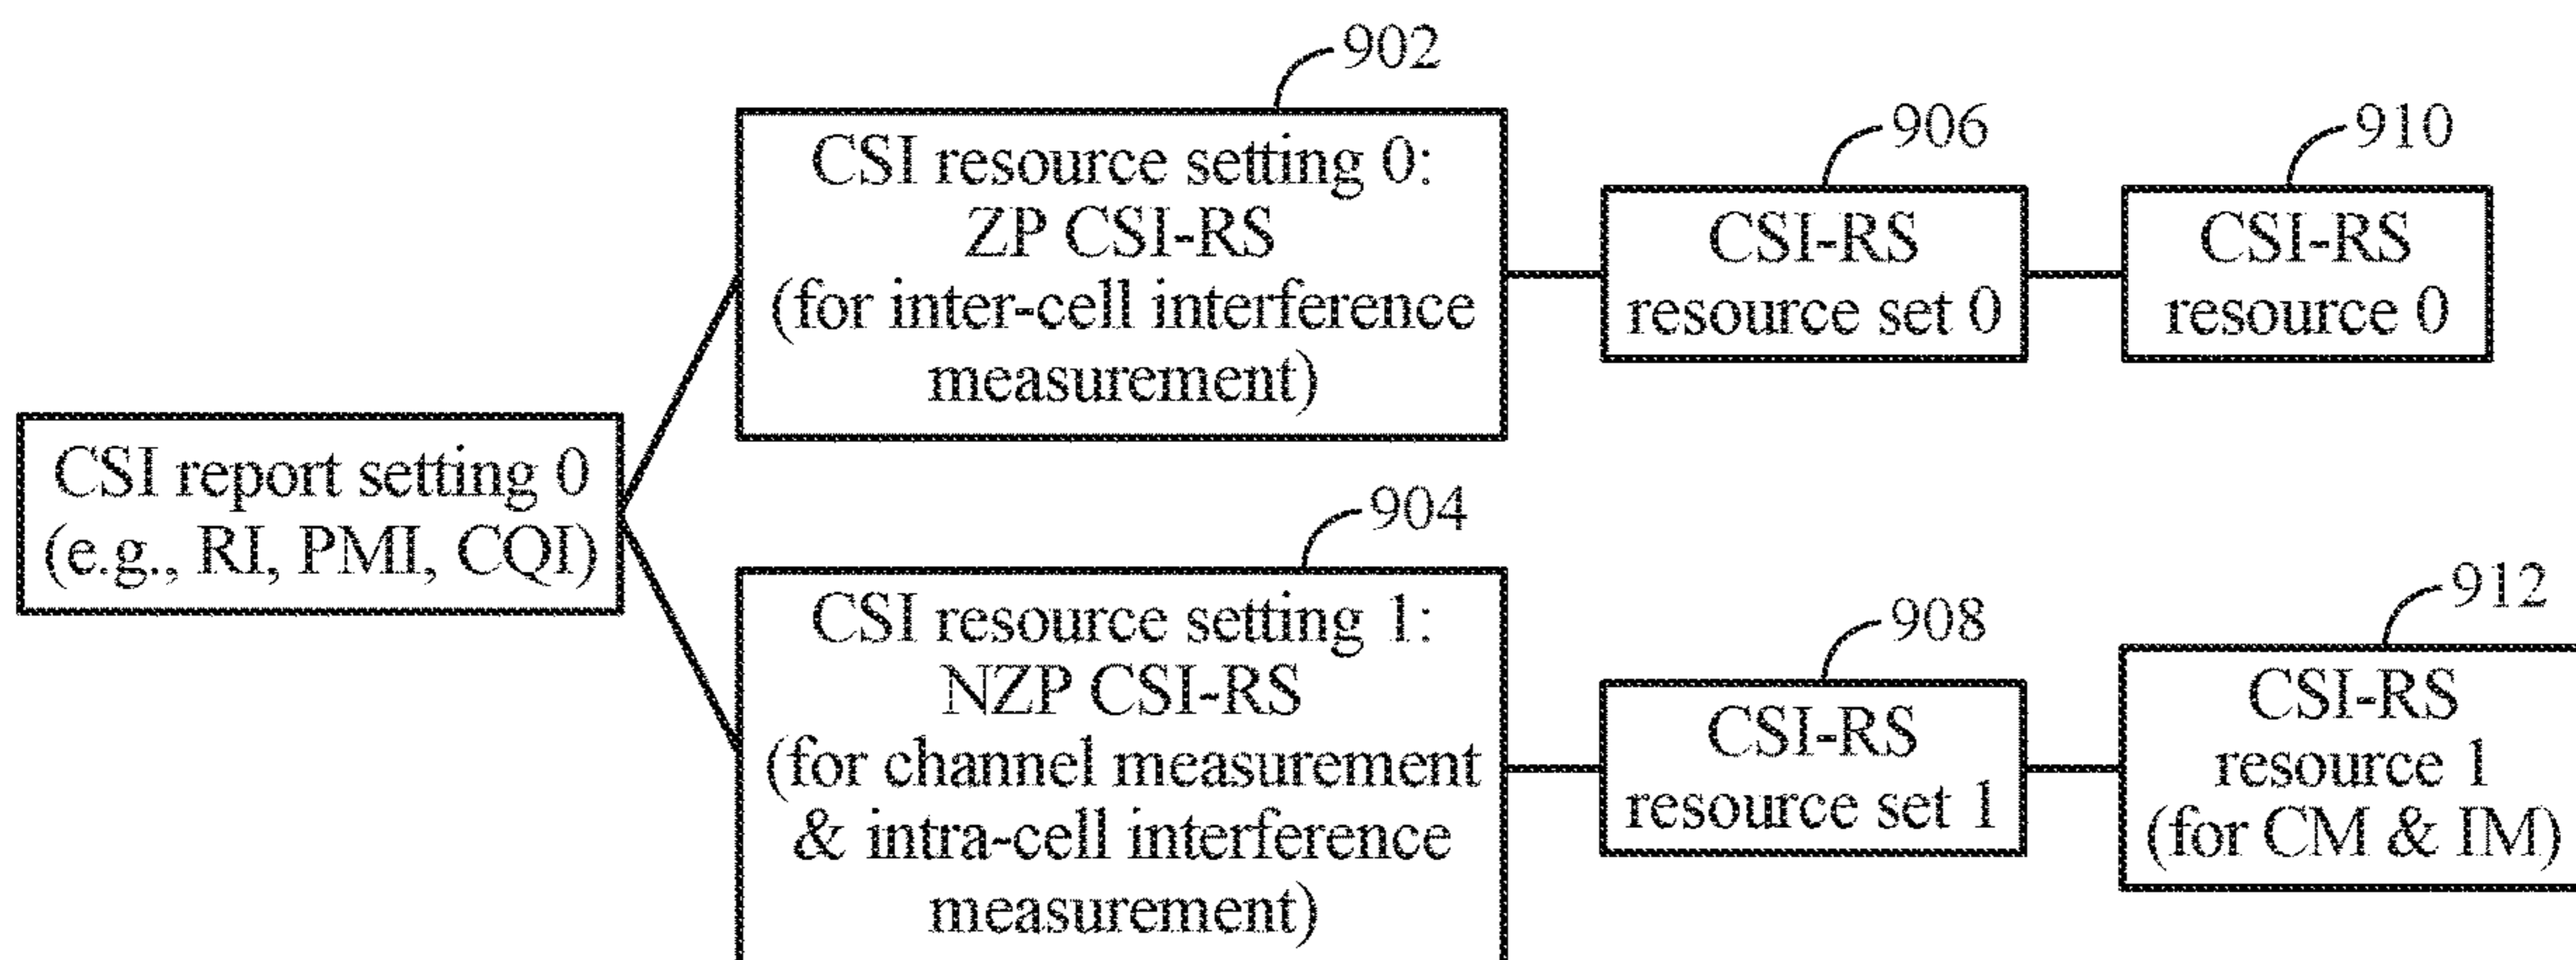 902
CSI resource setting 0:
ZP CSI-RS
(for inter-cell interference
measurement)
906
CSI-RS
resource set 0
910
CSI-RS
resource 0
CSI report setting 0
(e.g., RI, PMI, CQI)
904
CSI resource setting 1:
NZP CSI-RS
(for channel measurement
& intra-cell interference
measurement)
908
CSI-RS
resource set 1
912
CSI-RS
resource 1
(for CM & IM)